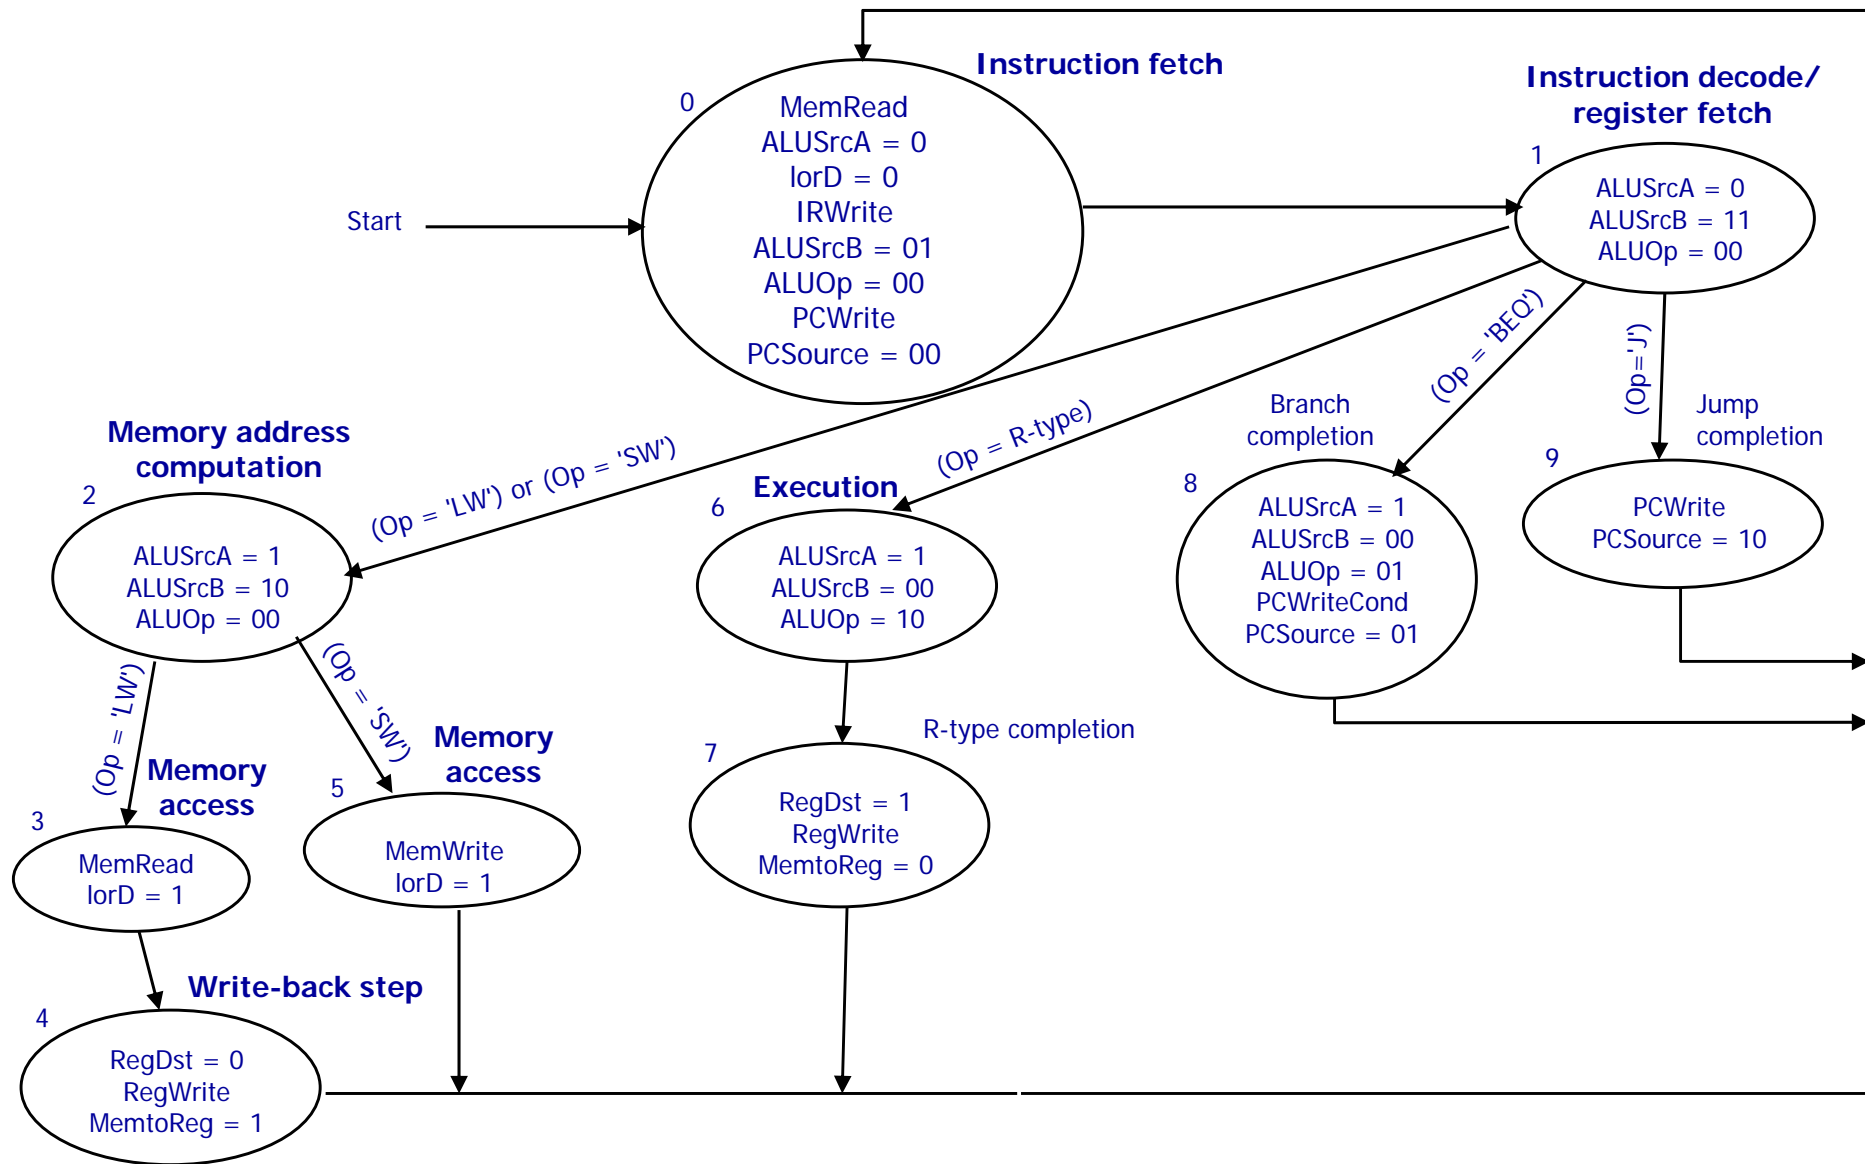 Instruction fetch
0
MemRead
ALUSrcA = 0
IorD = 0
IRWrite
ALUSrcB = 01
ALUOp = 00
PCWrite
PCSource = 00
Start
Instruction decode/
register fetch
1
ALUSrcA = 0
ALUSrcB = 11
ALUOp = 00
(Op = 'LW') or (Op = 'SW')
(Op = R-type)
(Op = 'BEQ')
(Op='J')
Memory address
computation
2
ALUSrcA = 1
ALUSrcB = 10
ALUOp = 00
Execution
6
ALUSrcA = 1
ALUSrcB = 00
ALUOp = 10
Branch
completion
8
ALUSrcA = 1
ALUSrcB = 00
ALUOp = 01
PCWriteCond
PCSource = 01
Jump
completion
9
PCWrite
PCSource = 10
(Op = 'LW')
(Op = 'SW')
Memory
access
3
MemRead
IorD = 1
Memory
access
5
MemWrite
IorD = 1
R-type completion
7
RegDst = 1
RegWrite
MemtoReg = 0
Write-back step
4
RegDst = 0
RegWrite
MemtoReg = 1